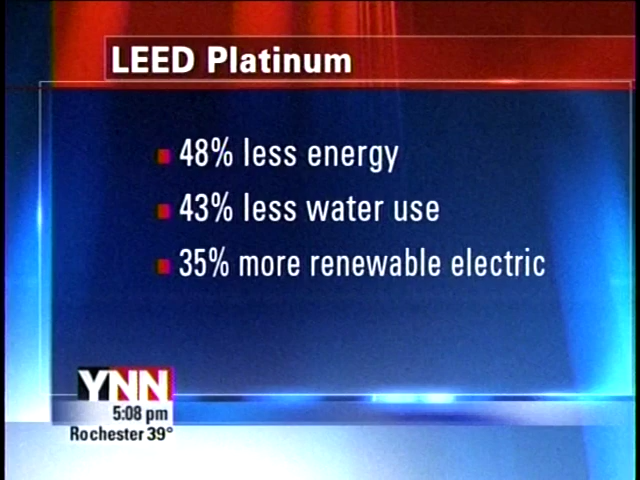 LEED Platinum
48% less energy
43% less water use
35% more renewable electric
YNN
5:08 pm
Rochester 39°